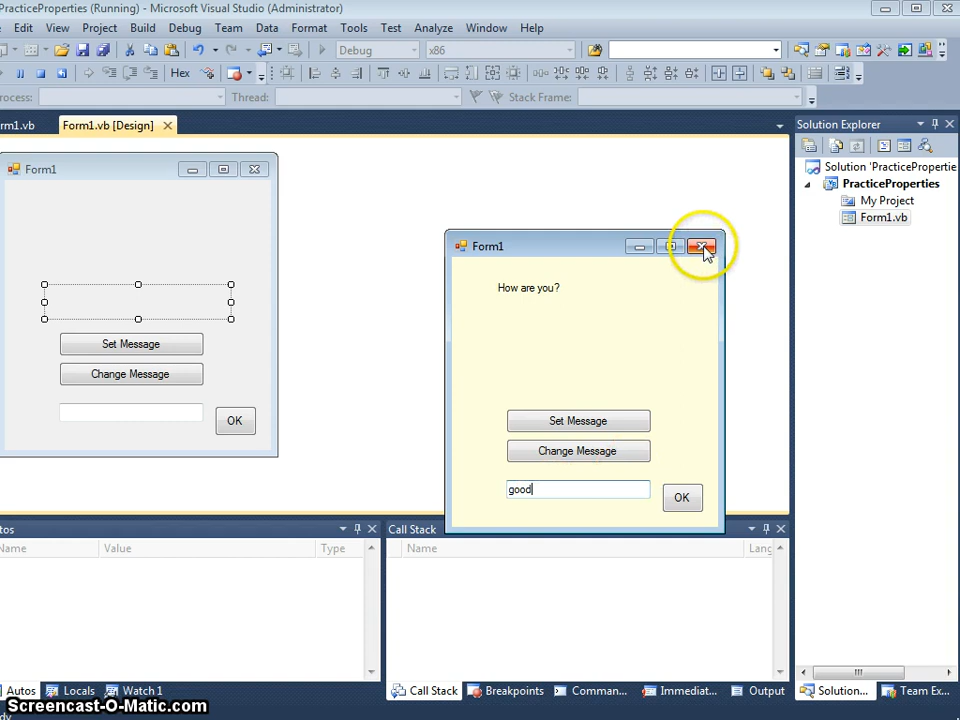 PracticeProperties (Running) - Microsoft Visual Studio (Administrator)
Edit View Project Build Debug Team Data Format Tools Test Analyze Window Help
Debug x86
Hex
rocess: Thread: Stack Frame:
rm1.vb Form1.vb [Design]
Solution Explorer
Solution 'PracticePropertie
PracticeProperties
My Project
Form1.vb
Form1
Set Message
Change Message
OK
Form1
How are you?
Set Message
Change Message
good
OK
tos
Name Value Type
Call Stack
Name Lang
Autos Locals Watch 1
Call Stack Breakpoints Comman... Immediat... Output
Solution... Team Ex...
Screencast-O-Matic.com